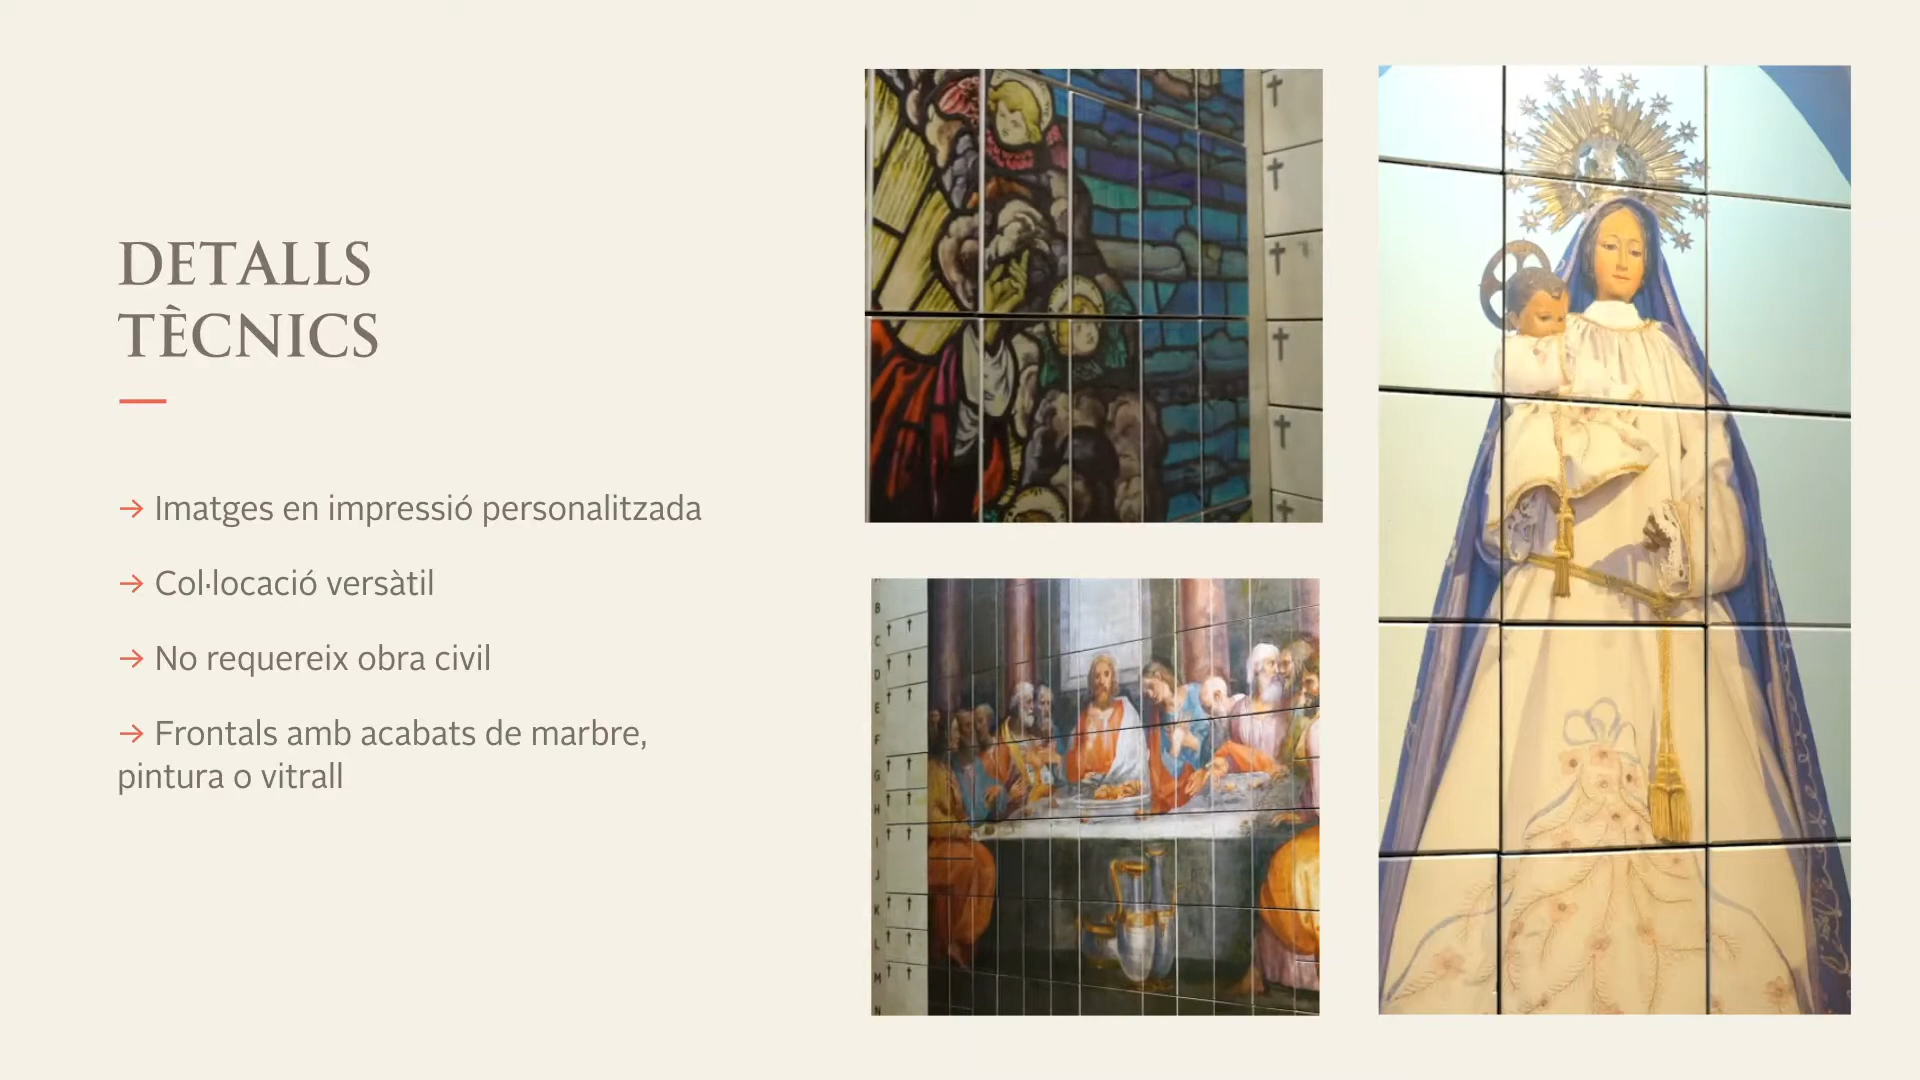 DETALLS
TÈCNICS
→ Imatges en impressió personalitzada
→ Col·locació versàtil
→ No requereix obra civil
→ Frontals amb acabats de marbre,
pintura o vitrall
B
C
D
E
F
G
H
I
J
K
L
M
N